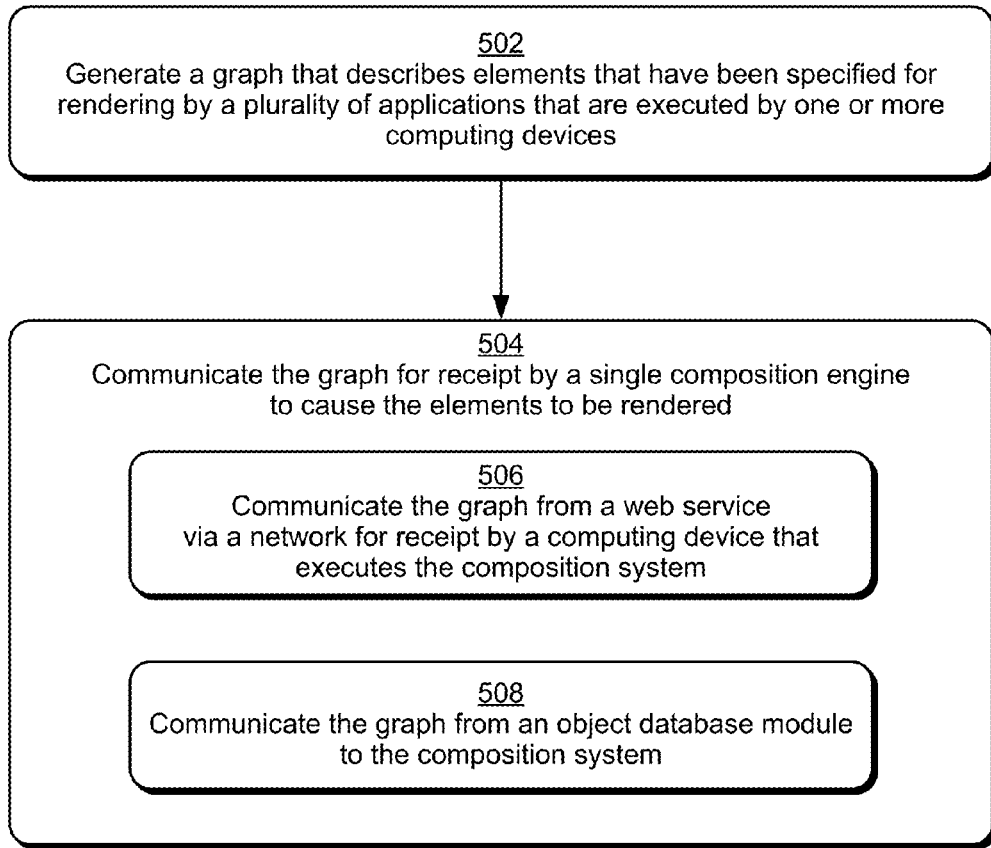 502
Generate a graph that describes elements that have been specified for
rendering by a plurality of applications that are executed by one or more
computing devices
504
Communicate the graph for receipt by a single composition engine
to cause the elements to be rendered
506
Communicate the graph from a web service
via a network for receipt by a computing device that
executes the composition system
508
Communicate the graph from an object database module
to the composition system